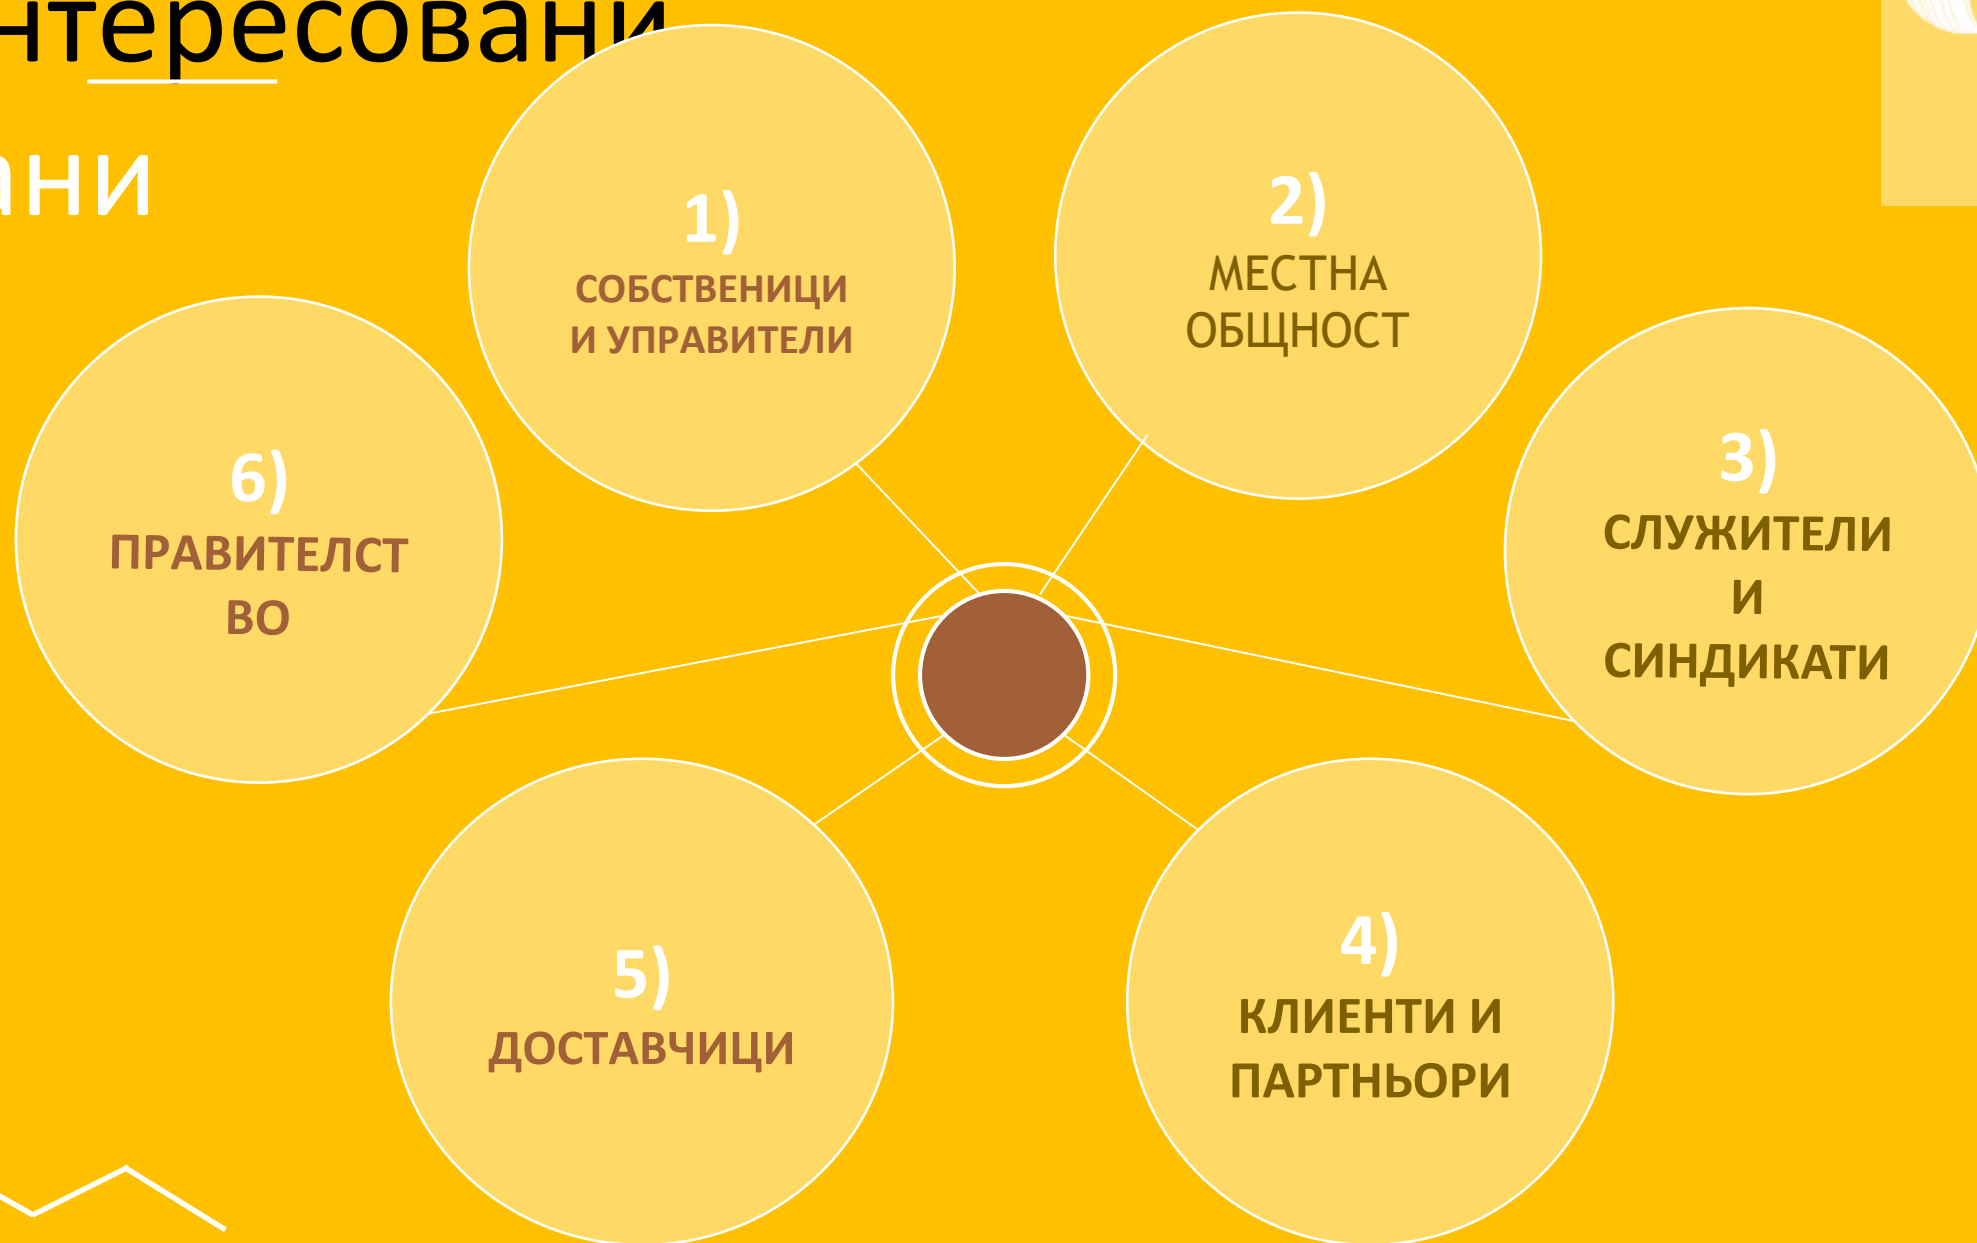 нтересовани
ани
1)
СОБСТВЕНИЦИ
И УПРАВИТЕЛИ
2)
МЕСТНА
ОБЩНОСТ
3)
СЛУЖИТЕЛИ
И
СИНДИКАТИ
4)
КЛИЕНТИ И
ПАРТНЬОРИ
5)
ДОСТАВЧИЦИ
6)
ПРАВИТЕЛСТ
ВО